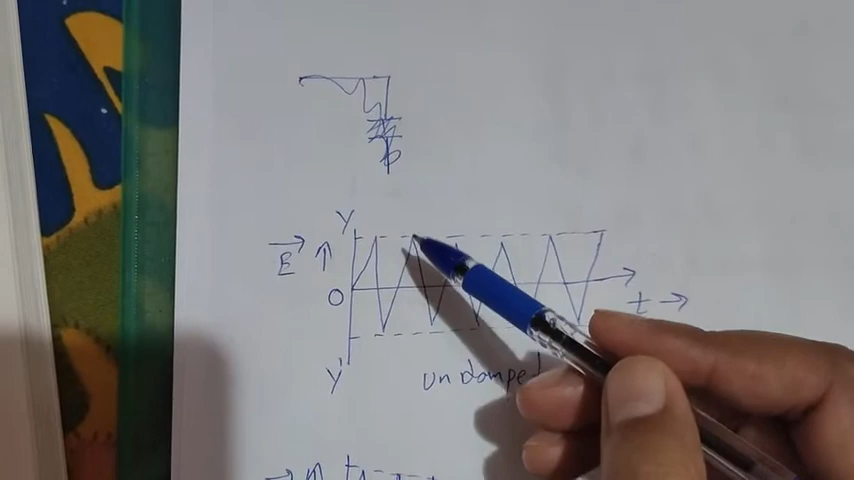 Y
E ↑
O
t →
Y'
undamped